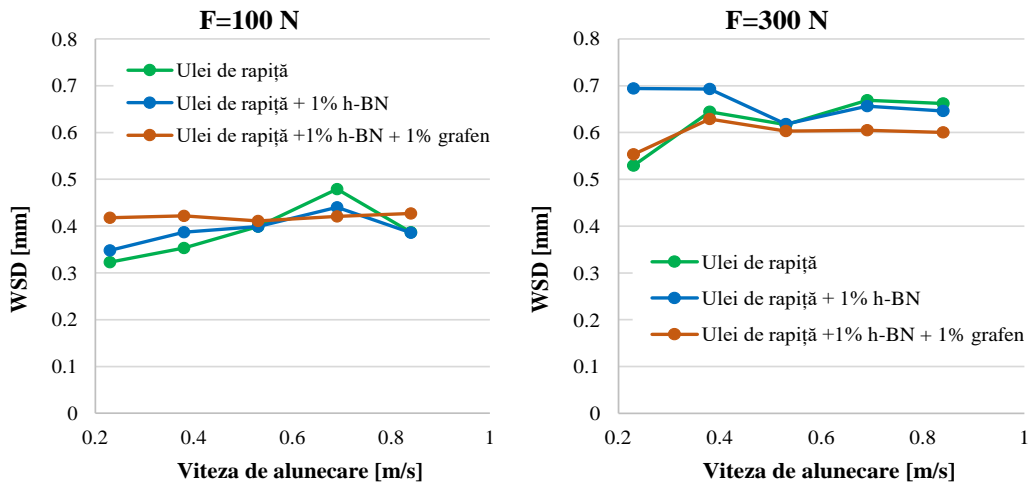 F=100 N
0.8
0.7
0.6
0.5
0.4
0.3
0.2
0.1
0
WSD [mm]
Ulei de rapiță
Ulei de rapiță + 1% h-BN
Ulei de rapiță +1% h-BN + 1% grafen
0.2 0.4 0.6 0.8 1
Viteza de alunecare [m/s]
F=300 N
0.8
0.7
0.6
0.5
0.4
0.3
0.2
0.1
0
WSD [mm]
Ulei de rapiță
Ulei de rapiță + 1% h-BN
Ulei de rapiță +1% h-BN + 1% grafen
0.2 0.4 0.6 0.8 1
Viteza de alunecare [m/s]